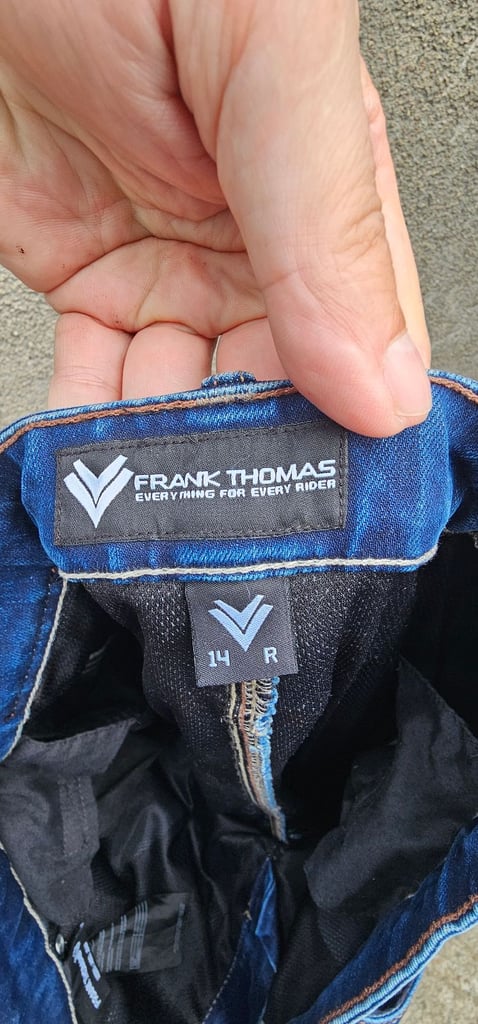 FRANK THOMAS
EVERYTHING FOR EVERY RIDER
14 R